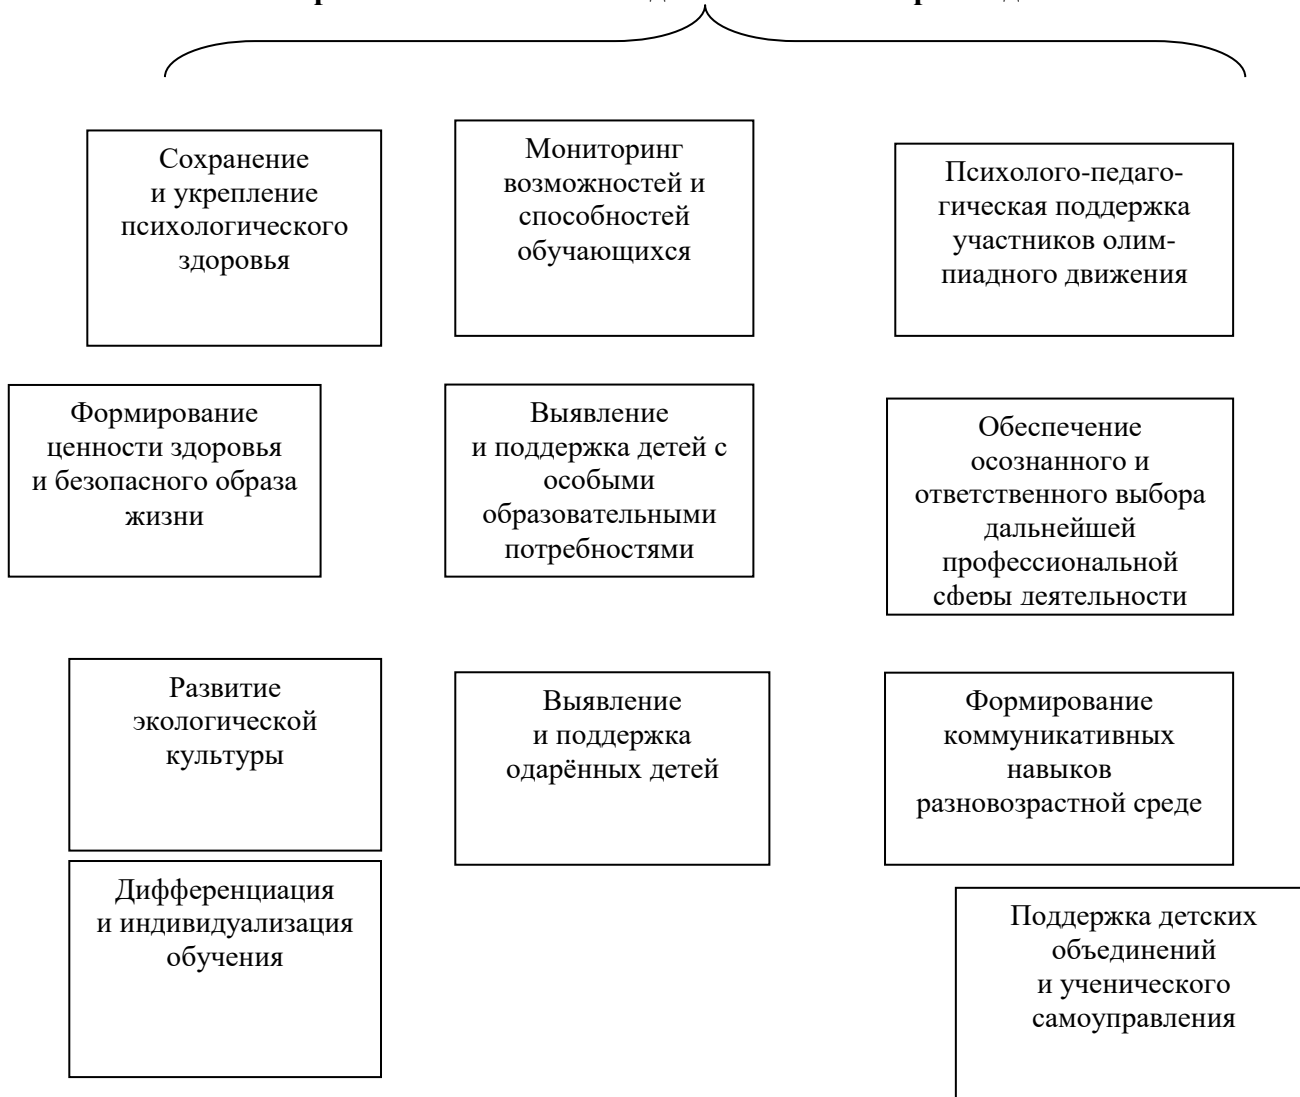 Сохранение
и укрепление
психологического
здоровья
Мониторинг
возможностей и
способностей
обучающихся
Психолого-педаго-
гическая поддержка
участников олим-
пиадного движения
Формирование
ценности здоровья
и безопасного образа
жизни
Выявление
и поддержка детей с
особыми
образовательными
потребностями
Обеспечение
осознанного и
ответственного выбора
дальнейшей
профессиональной
сферы деятельности
Развитие
экологической
культуры
Выявление
и поддержка
одарённых детей
Формирование
коммуникативных
навыков
разновозрастной среде
Дифференциация
и индивидуализация
обучения
Поддержка детских
объединений
и ученического
самоуправления